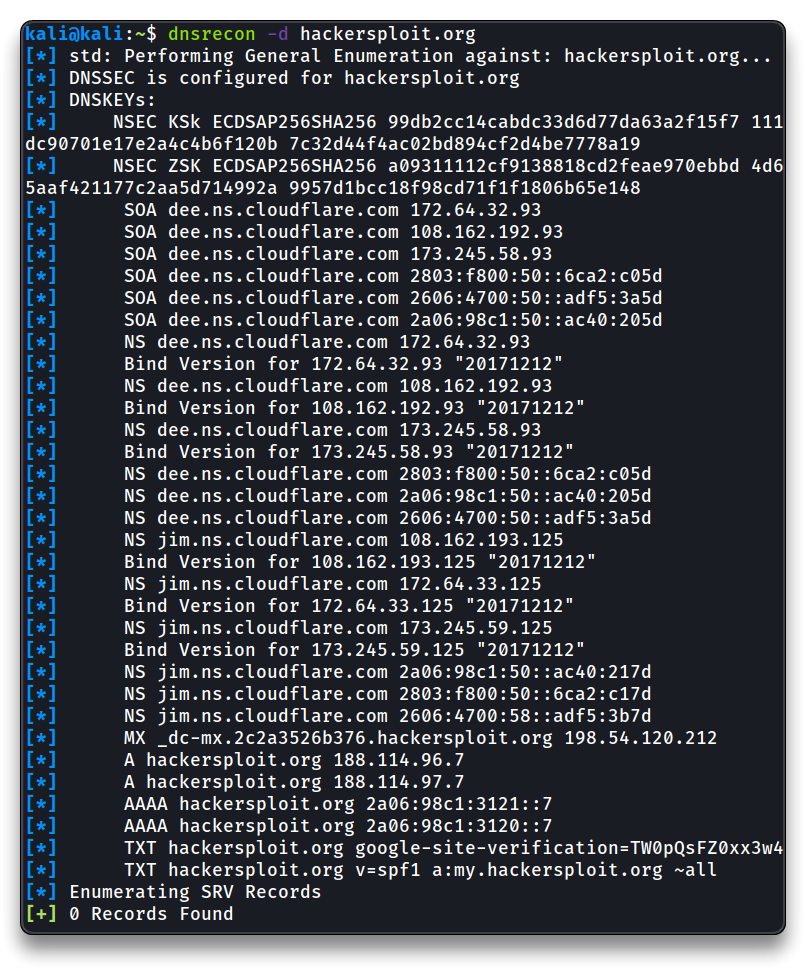 kali@kali:~$ dnsrecon -d hackersploit.org
[*] std: Performing General Enumeration against: hackersploit.org...
[*] DNSSEC is configured for hackersploit.org
[*] DNSKEYs:
[*]     NSEC KSk ECDSAP256SHA256 99db2cc14cabdc33d6d77da63a2f15f7 111
dc90701e17e2a4c4b6f120b 7c32d44f4ac02bd894cf2d4be7778a19
[*]     NSEC ZSK ECDSAP256SHA256 a09311112cf9138818cd2feae970ebbd 4d6
5aaf421177c2aa5d714992a 9957d1bcc18f98cd71f1f1806b65e148
[*]      SOA dee.ns.cloudflare.com 172.64.32.93
[*]      SOA dee.ns.cloudflare.com 108.162.192.93
[*]      SOA dee.ns.cloudflare.com 173.245.58.93
[*]      SOA dee.ns.cloudflare.com 2803:f800:50::6ca2:c05d
[*]      SOA dee.ns.cloudflare.com 2606:4700:50::adf5:3a5d
[*]      SOA dee.ns.cloudflare.com 2a06:98c1:50::ac40:205d
[*]      NS dee.ns.cloudflare.com 172.64.32.93
[*]      Bind Version for 172.64.32.93 "20171212"
[*]      NS dee.ns.cloudflare.com 108.162.192.93
[*]      Bind Version for 108.162.192.93 "20171212"
[*]      NS dee.ns.cloudflare.com 173.245.58.93
[*]      Bind Version for 173.245.58.93 "20171212"
[*]      NS dee.ns.cloudflare.com 2803:f800:50::6ca2:c05d
[*]      NS dee.ns.cloudflare.com 2a06:98c1:50::ac40:205d
[*]      NS dee.ns.cloudflare.com 2606:4700:50::adf5:3a5d
[*]      NS jim.ns.cloudflare.com 108.162.193.125
[*]      Bind Version for 108.162.193.125 "20171212"
[*]      NS jim.ns.cloudflare.com 172.64.33.125
[*]      Bind Version for 172.64.33.125 "20171212"
[*]      NS jim.ns.cloudflare.com 173.245.59.125
[*]      Bind Version for 173.245.59.125 "20171212"
[*]      NS jim.ns.cloudflare.com 2a06:98c1:50::ac40:217d
[*]      NS jim.ns.cloudflare.com 2803:f800:50::6ca2:c17d
[*]      NS jim.ns.cloudflare.com 2606:4700:58::adf5:3b7d
[*]      MX _dc-mx.2c2a3526b376.hackersploit.org 198.54.120.212
[*]      A hackersploit.org 188.114.96.7
[*]      A hackersploit.org 188.114.97.7
[*]      AAAA hackersploit.org 2a06:98c1:3121::7
[*]      AAAA hackersploit.org 2a06:98c1:3120::7
[*]      TXT hackersploit.org google-site-verification=TW0pQsFZ0xx3w4
[*]      TXT hackersploit.org v=spf1 a:my.hackersploit.org ~all
[*] Enumerating SRV Records
[+] 0 Records Found